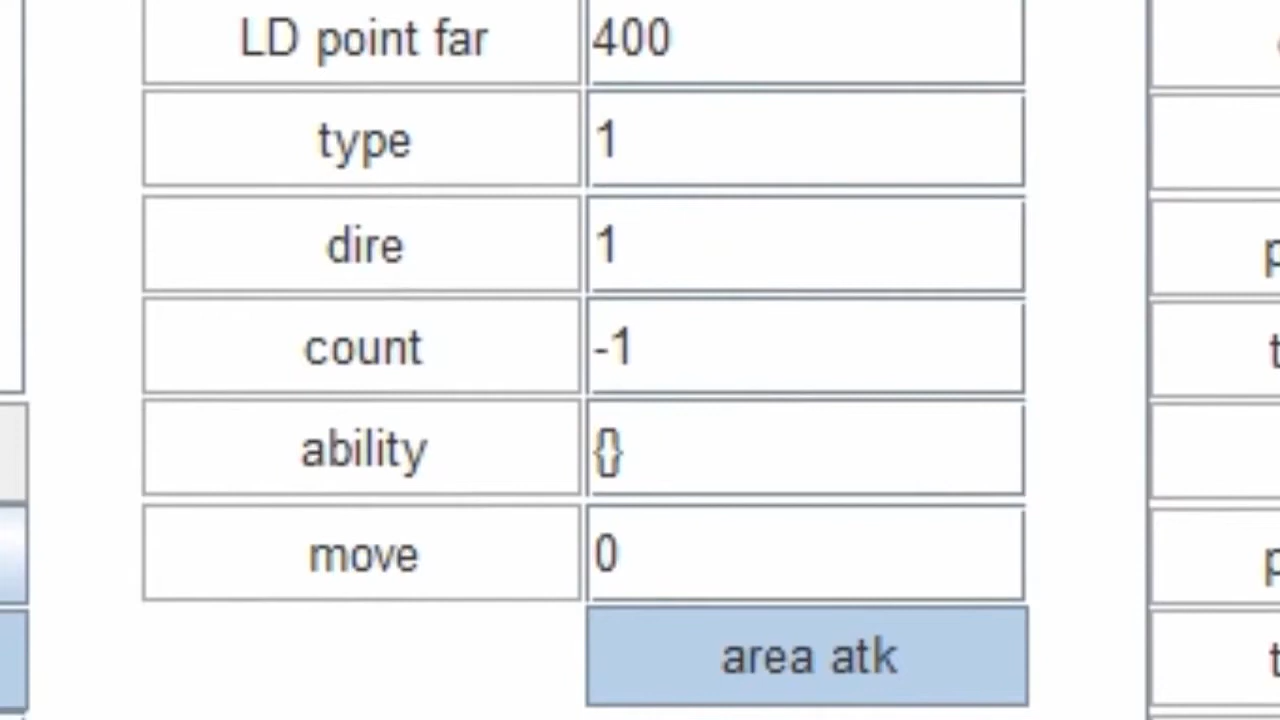 LD point far 400
type 1
dire 1
count -1
ability {}
move 0
area atk